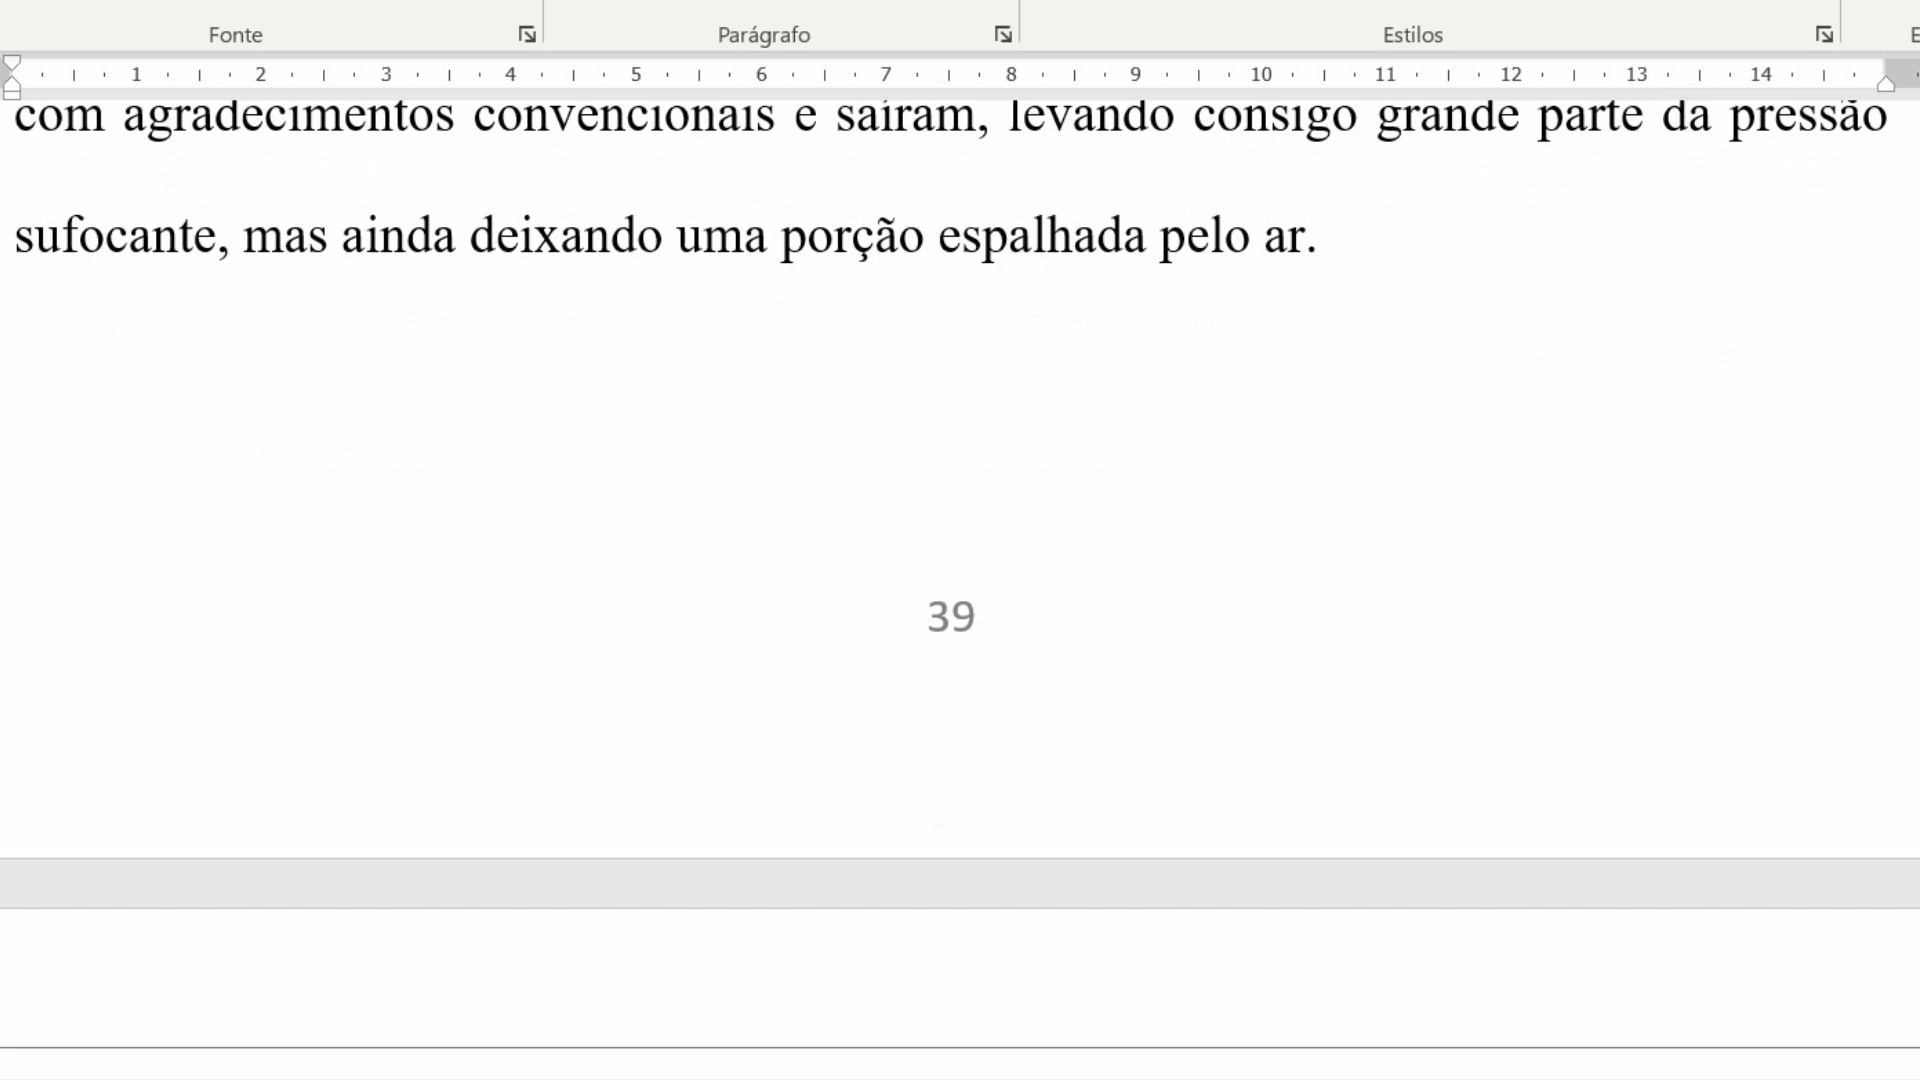 Fonte Parágrafo Estilos
1 2 3 4 5 6 7 8 9 10 11 12 13 14
com agradecimentos convencionais e saíram, levando consigo grande parte da pressão
sufocante, mas ainda deixando uma porção espalhada pelo ar.
39